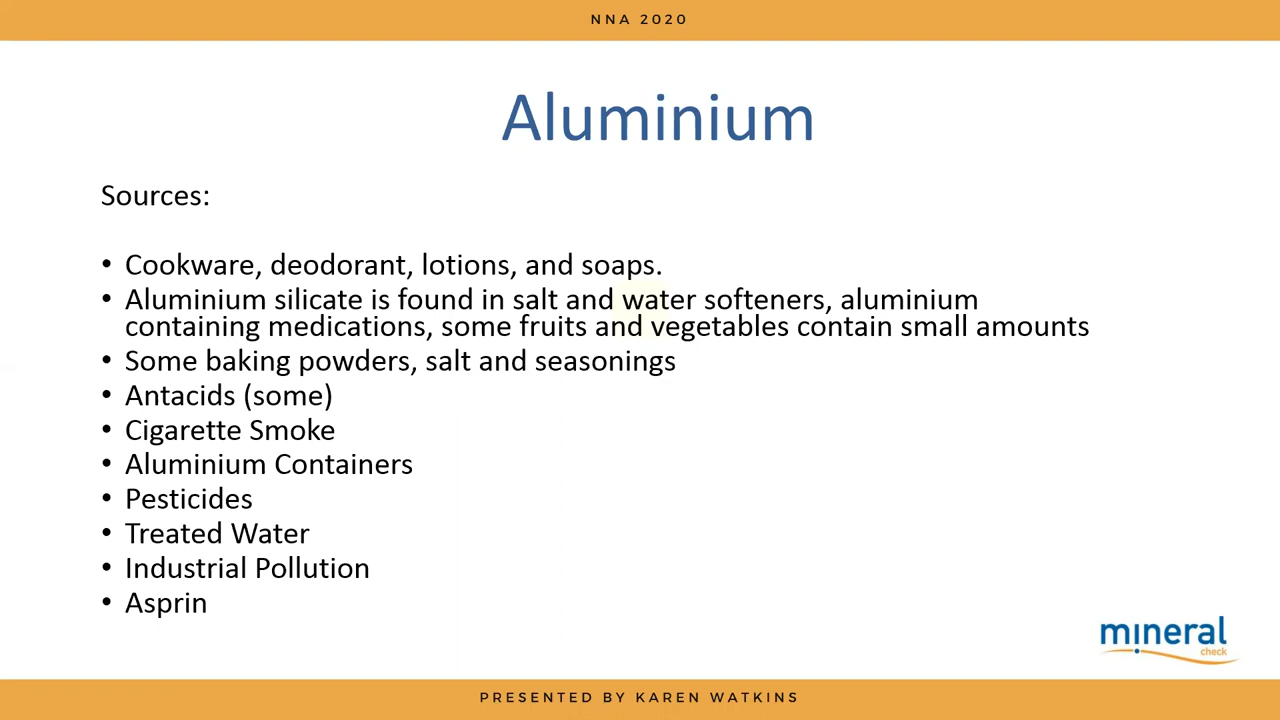 NNA 2020
Aluminium
Sources:
• Cookware, deodorant, lotions, and soaps.
• Aluminium silicate is found in salt and water softeners, aluminium
containing medications, some fruits and vegetables contain small amounts
• Some baking powders, salt and seasonings
• Antacids (some)
• Cigarette Smoke
• Aluminium Containers
• Pesticides
• Treated Water
• Industrial Pollution
• Asprin
mineral
check
PRESENTED BY KAREN WATKINS